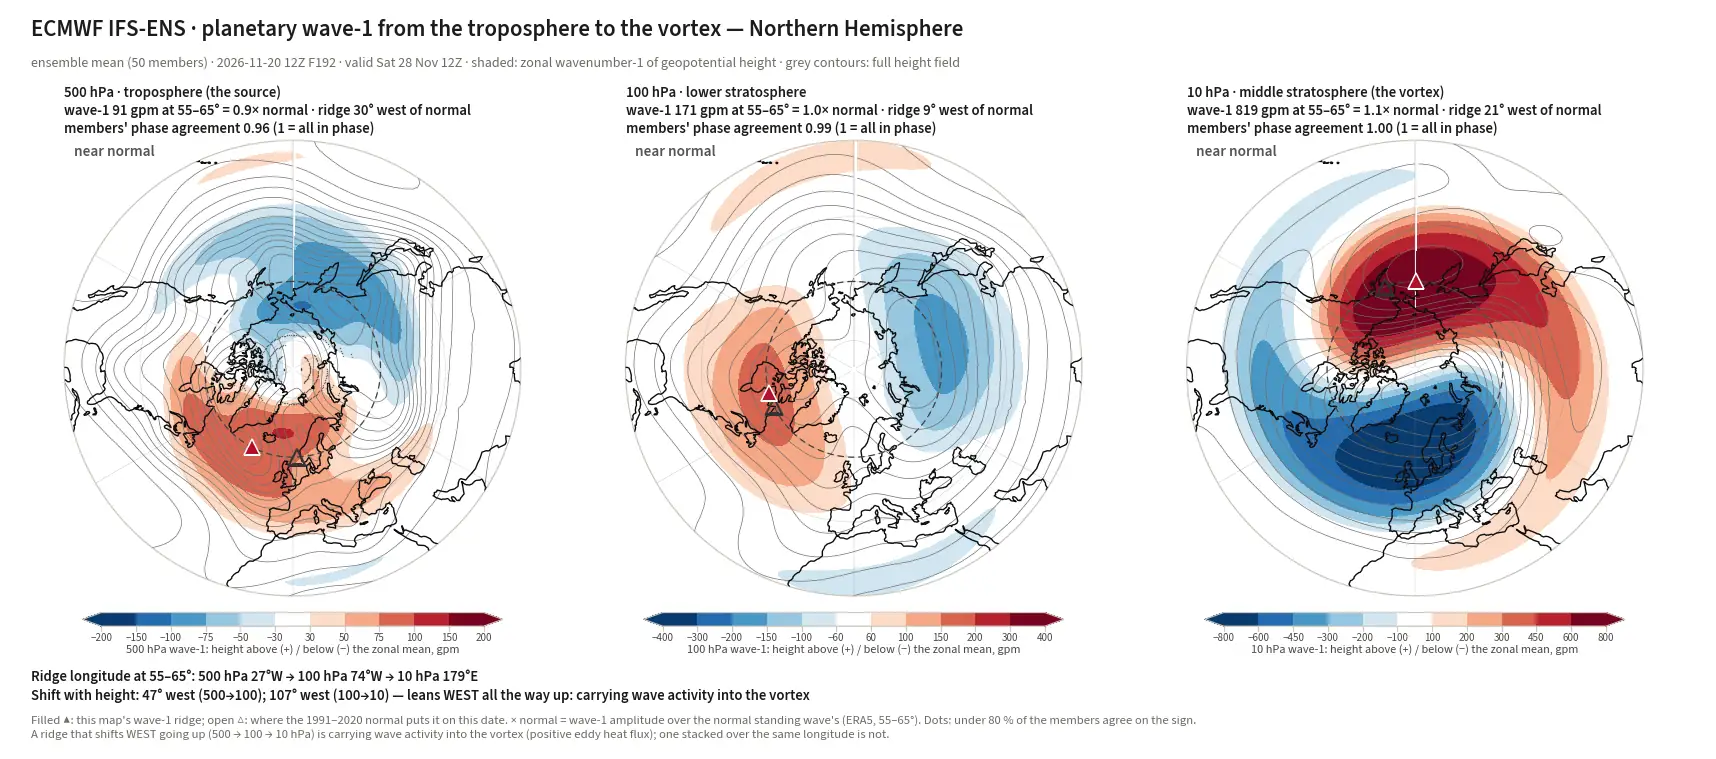 ECMWF IFS-ENS · planetary wave-1 from the troposphere to the vortex — Northern Hemisphere
ensemble mean (50 members) · 2026-11-20 12Z F192 · valid Sat 28 Nov 12Z · shaded: zonal wavenumber-1 of geopotential height · grey contours: full height field
500 hPa · troposphere (the source)
wave-1 91 gpm at 55–65° = 0.9× normal · ridge 30° west of normal
members' phase agreement 0.96 (1 = all in phase)
near normal
100 hPa · lower stratosphere
wave-1 171 gpm at 55–65° = 1.0× normal · ridge 9° west of normal
members' phase agreement 0.99 (1 = all in phase)
near normal
10 hPa · middle stratosphere (the vortex)
wave-1 819 gpm at 55–65° = 1.1× normal · ridge 21° west of normal
members' phase agreement 1.00 (1 = all in phase)
near normal
−200 −150 −100 −75 −50 −30 30 50 75 100 150 200
500 hPa wave-1: height above (+) / below (−) the zonal mean, gpm
−400 −300 −200 −150 −100 −60 60 100 150 200 300 400
100 hPa wave-1: height above (+) / below (−) the zonal mean, gpm
−800 −600 −450 −300 −200 −100 100 200 300 450 600 800
10 hPa wave-1: height above (+) / below (−) the zonal mean, gpm
Ridge longitude at 55–65°: 500 hPa 27°W → 100 hPa 74°W → 10 hPa 179°E
Shift with height: 47° west (500→100); 107° west (100→10) — leans WEST all the way up: carrying wave activity into the vortex
Filled ▲: this map's wave-1 ridge; open △: where the 1991–2020 normal puts it on this date. × normal = wave-1 amplitude over the normal standing wave's (ERA5, 55–65°). Dots: under 80 % of the members agree on the sign.
A ridge that shifts WEST going up (500 → 100 → 10 hPa) is carrying wave activity into the vortex (positive eddy heat flux); one stacked over the same longitude is not.